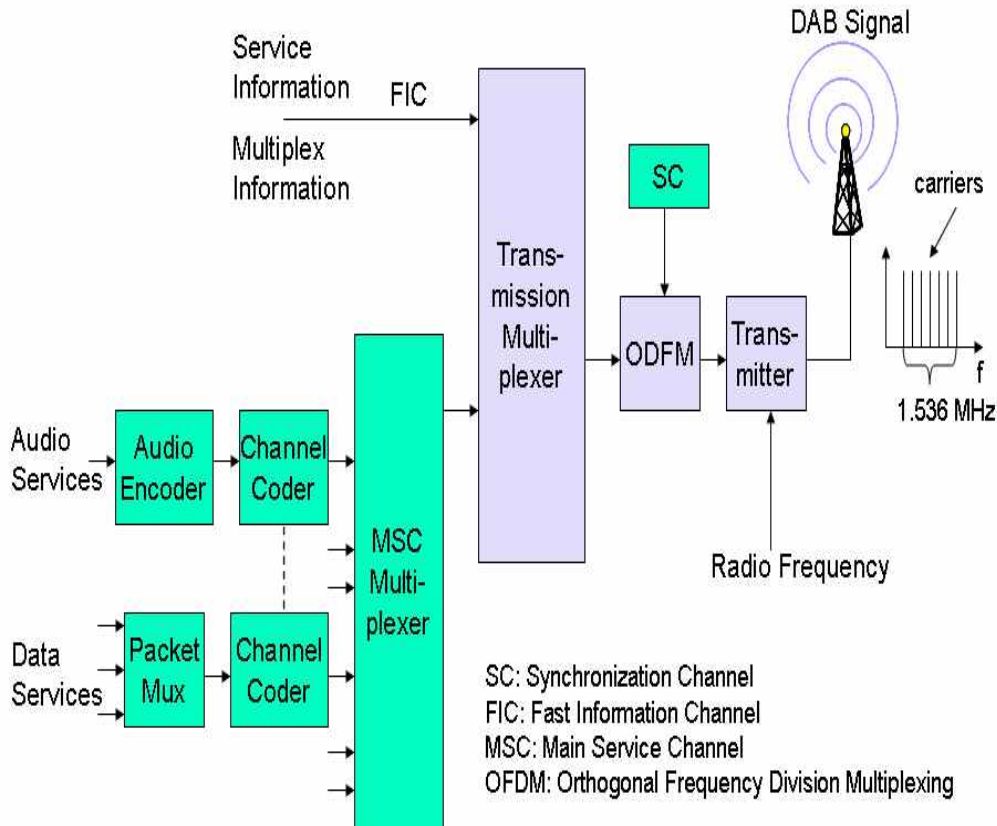 DAB Signal
Service
Information
FIC
Multiplex
Information
SC
carriers
Trans-
mission
Multi-
plexer
ODFM
Trans-
mitter
f
1.536 MHz
Audio
Services
Audio
Encoder
Channel
Coder
MSC
Multi-
plexer
Radio Frequency
Data
Services
Packet
Mux
Channel
Coder
SC: Synchronization Channel
FIC: Fast Information Channel
MSC: Main Service Channel
OFDM: Orthogonal Frequency Division Multiplexing